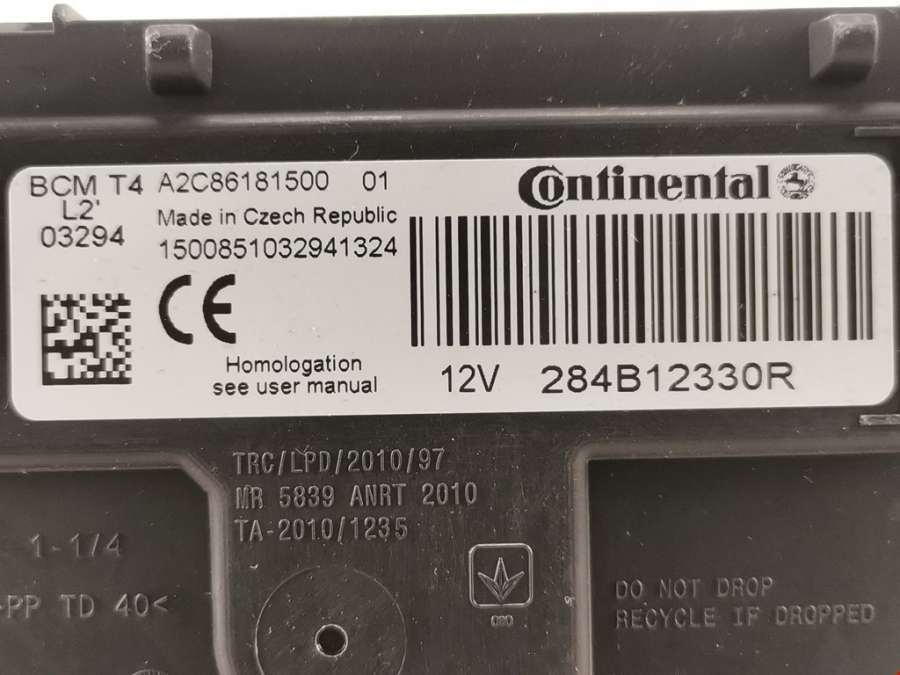 BCM T4 A2C86181500 01
L2'
03294
Made in Czech Republic
1500851032941324
CE
Homologation
see user manual
Continental
12V 284B12330R
TRC/LPD/2010/97
MR 5839 ANRT 2010
TA-2010/1235
1-1/4
PP TD 40<
DO NOT DROP
RECYCLE IF DROPPED